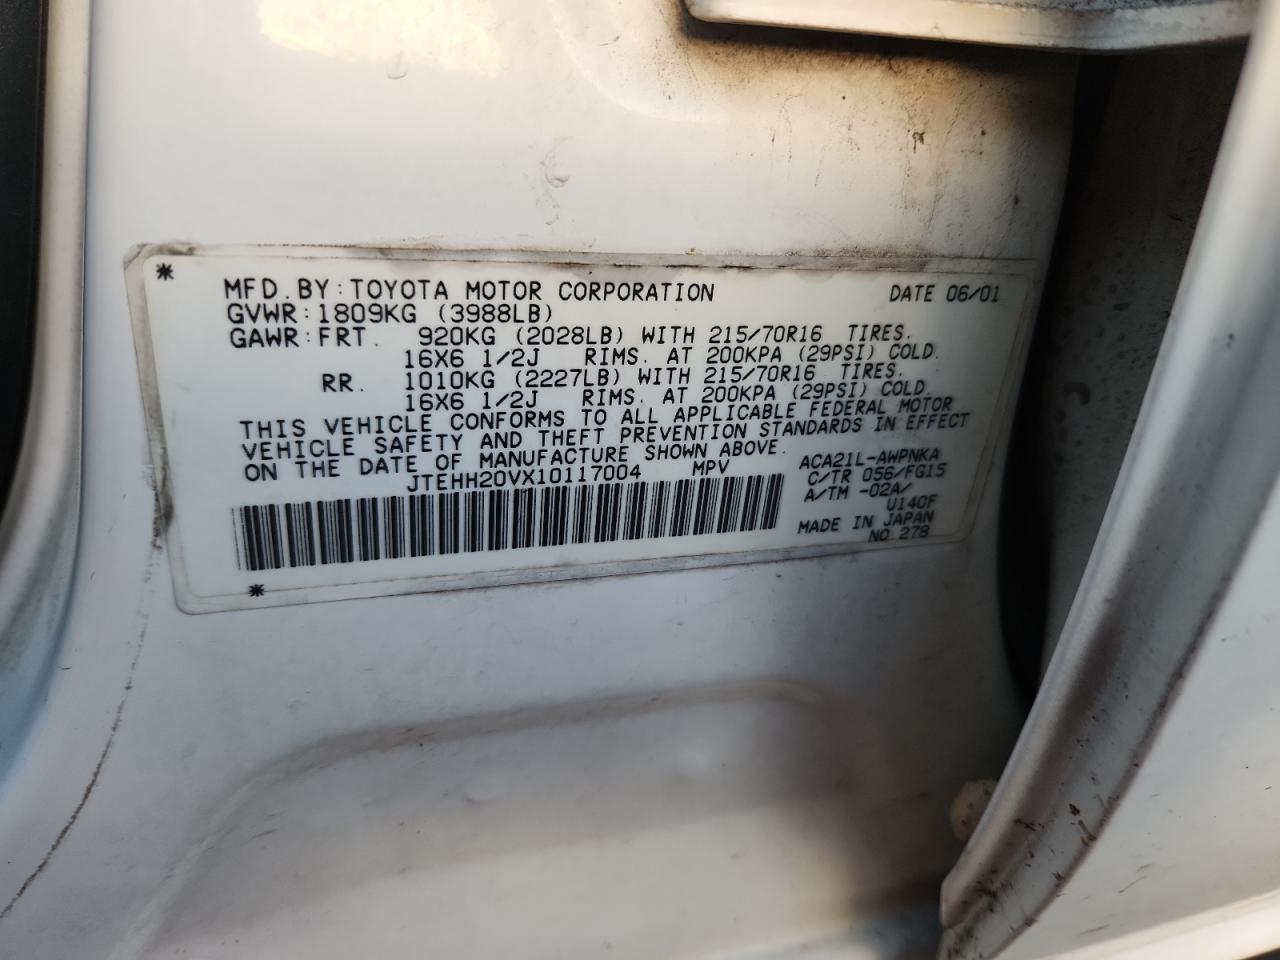 MFD. BY: TOYOTA MOTOR CORPORATION DATE 06/01
GVWR: 1809KG (3988LB)
GAWR: FRT. 920KG (2028LB) WITH 215/70R16 TIRES.
16X6 1/2J RIMS. AT 200KPA (29PSI) COLD.
RR. 1010KG (2227LB) WITH 215/70R16 TIRES.
16X6 1/2J RIMS. AT 200KPA (29PSI) COLD.
THIS VEHICLE CONFORMS TO ALL APPLICABLE FEDERAL MOTOR
VEHICLE SAFETY AND THEFT PREVENTION STANDARDS IN EFFECT
ON THE DATE OF MANUFACTURE SHOWN ABOVE.
JTEHH20VX10117004 MPV
ACA21L-AWPNKA
C/TR 056/FG15
A/TM -02A/
U140F
MADE IN JAPAN
NO. 278